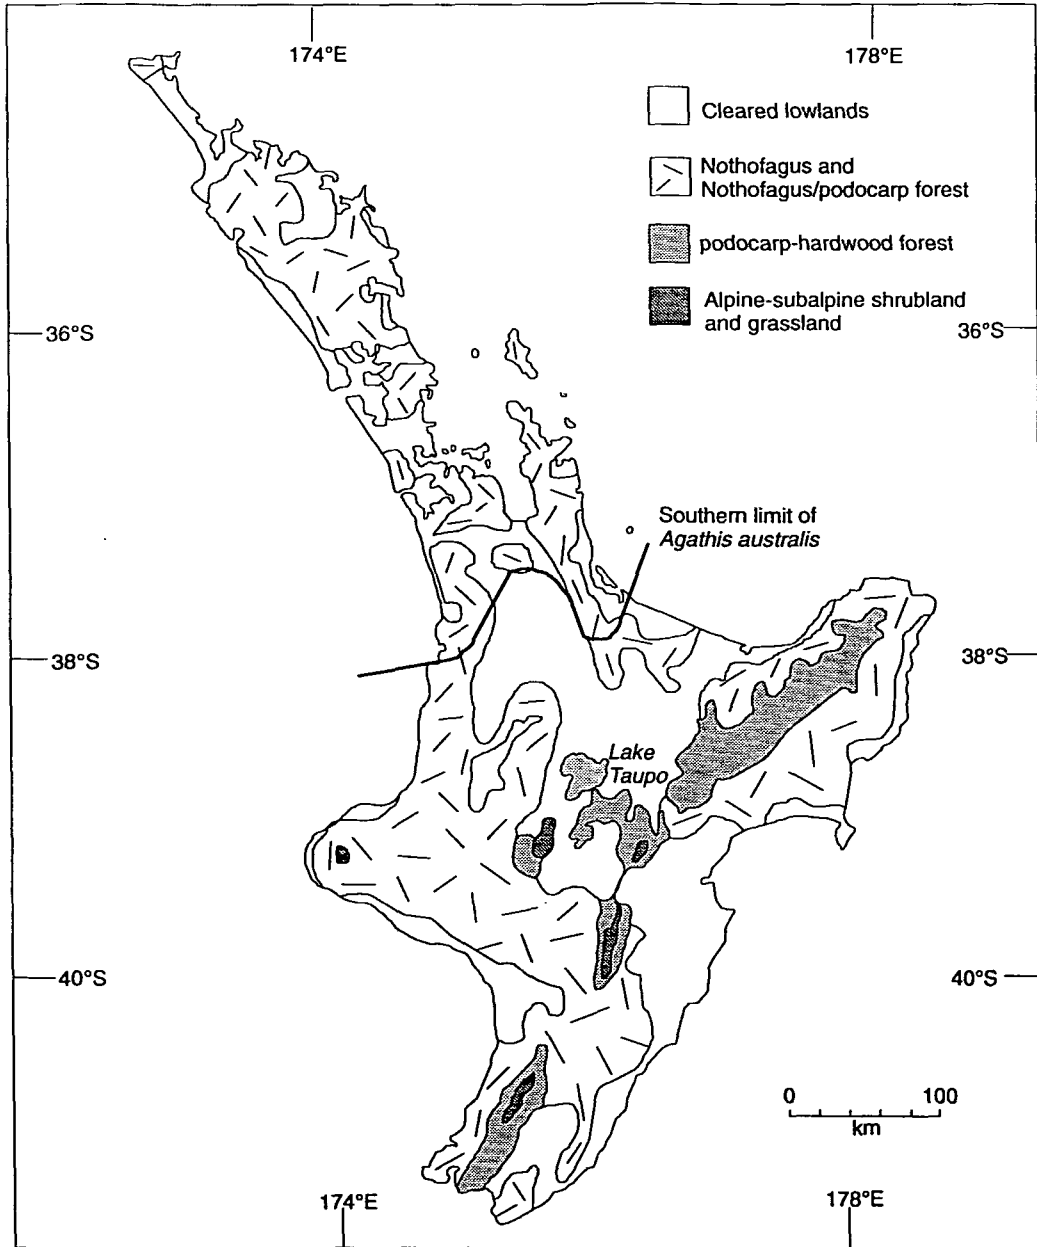 174°E
178°E
Cleared lowlands
Nothofagus and
Nothofagus/podocarp forest
podocarp-hardwood forest
Alpine-subalpine shrubland
and grassland
36°S
36°S
Southern limit of
Agathis australis
38°S
38°S
Lake
Taupo
40°S
40°S
0 100
km
174°E
178°E